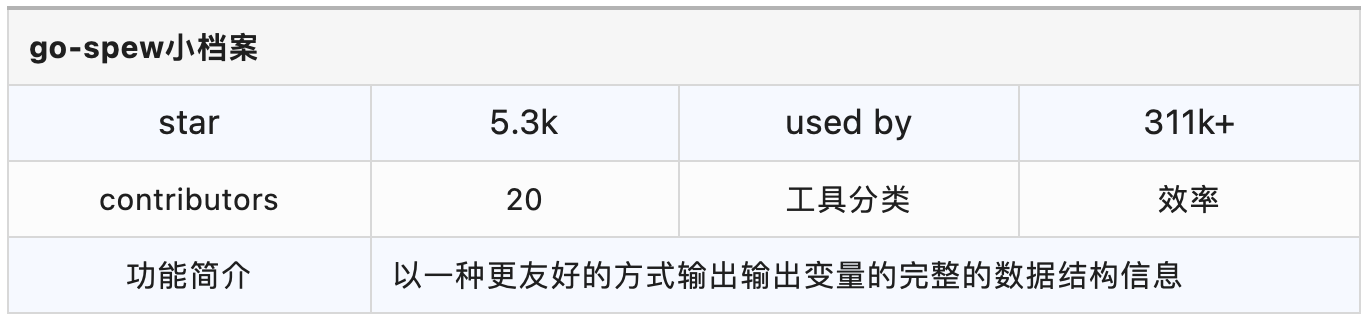 go-spew小档案
star 5.3k used by 311k+
contributors 20 工具分类 效率
功能简介 以一种更友好的方式输出输出变量的完整的数据结构信息